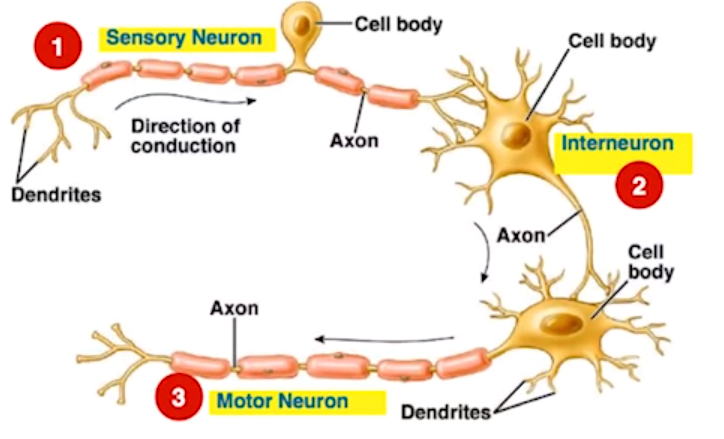 1
Sensory Neuron
Cell body
Direction of
conduction
Axon
Dendrites
Cell body
Interneuron
2
Axon
Cell
body
Axon
3
Motor Neuron
Dendrites